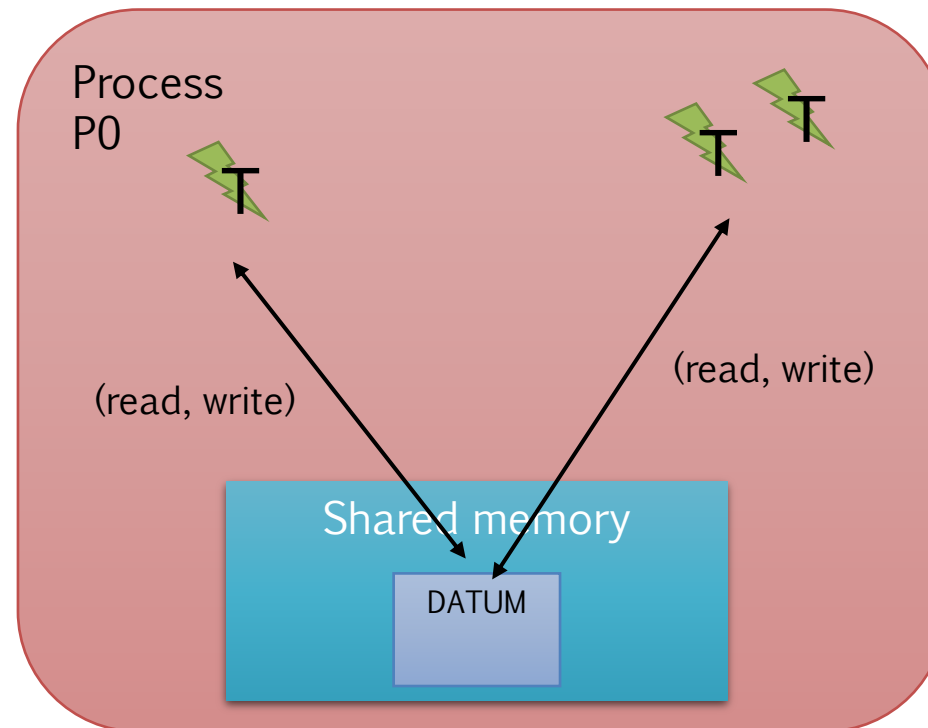 Process
P0
T
T
T
(read, write)
(read, write)
Shared memory
DATUM